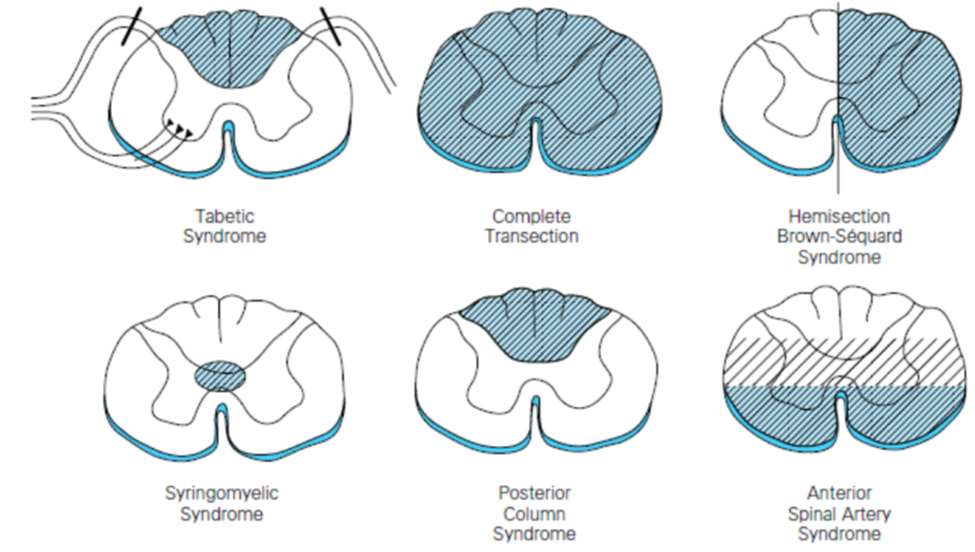 Tabetic
Syndrome
Complete
Transection
Hemisection
Brown-Séquard
Syndrome
Syringomyelic
Syndrome
Posterior
Column
Syndrome
Anterior
Spinal Artery
Syndrome